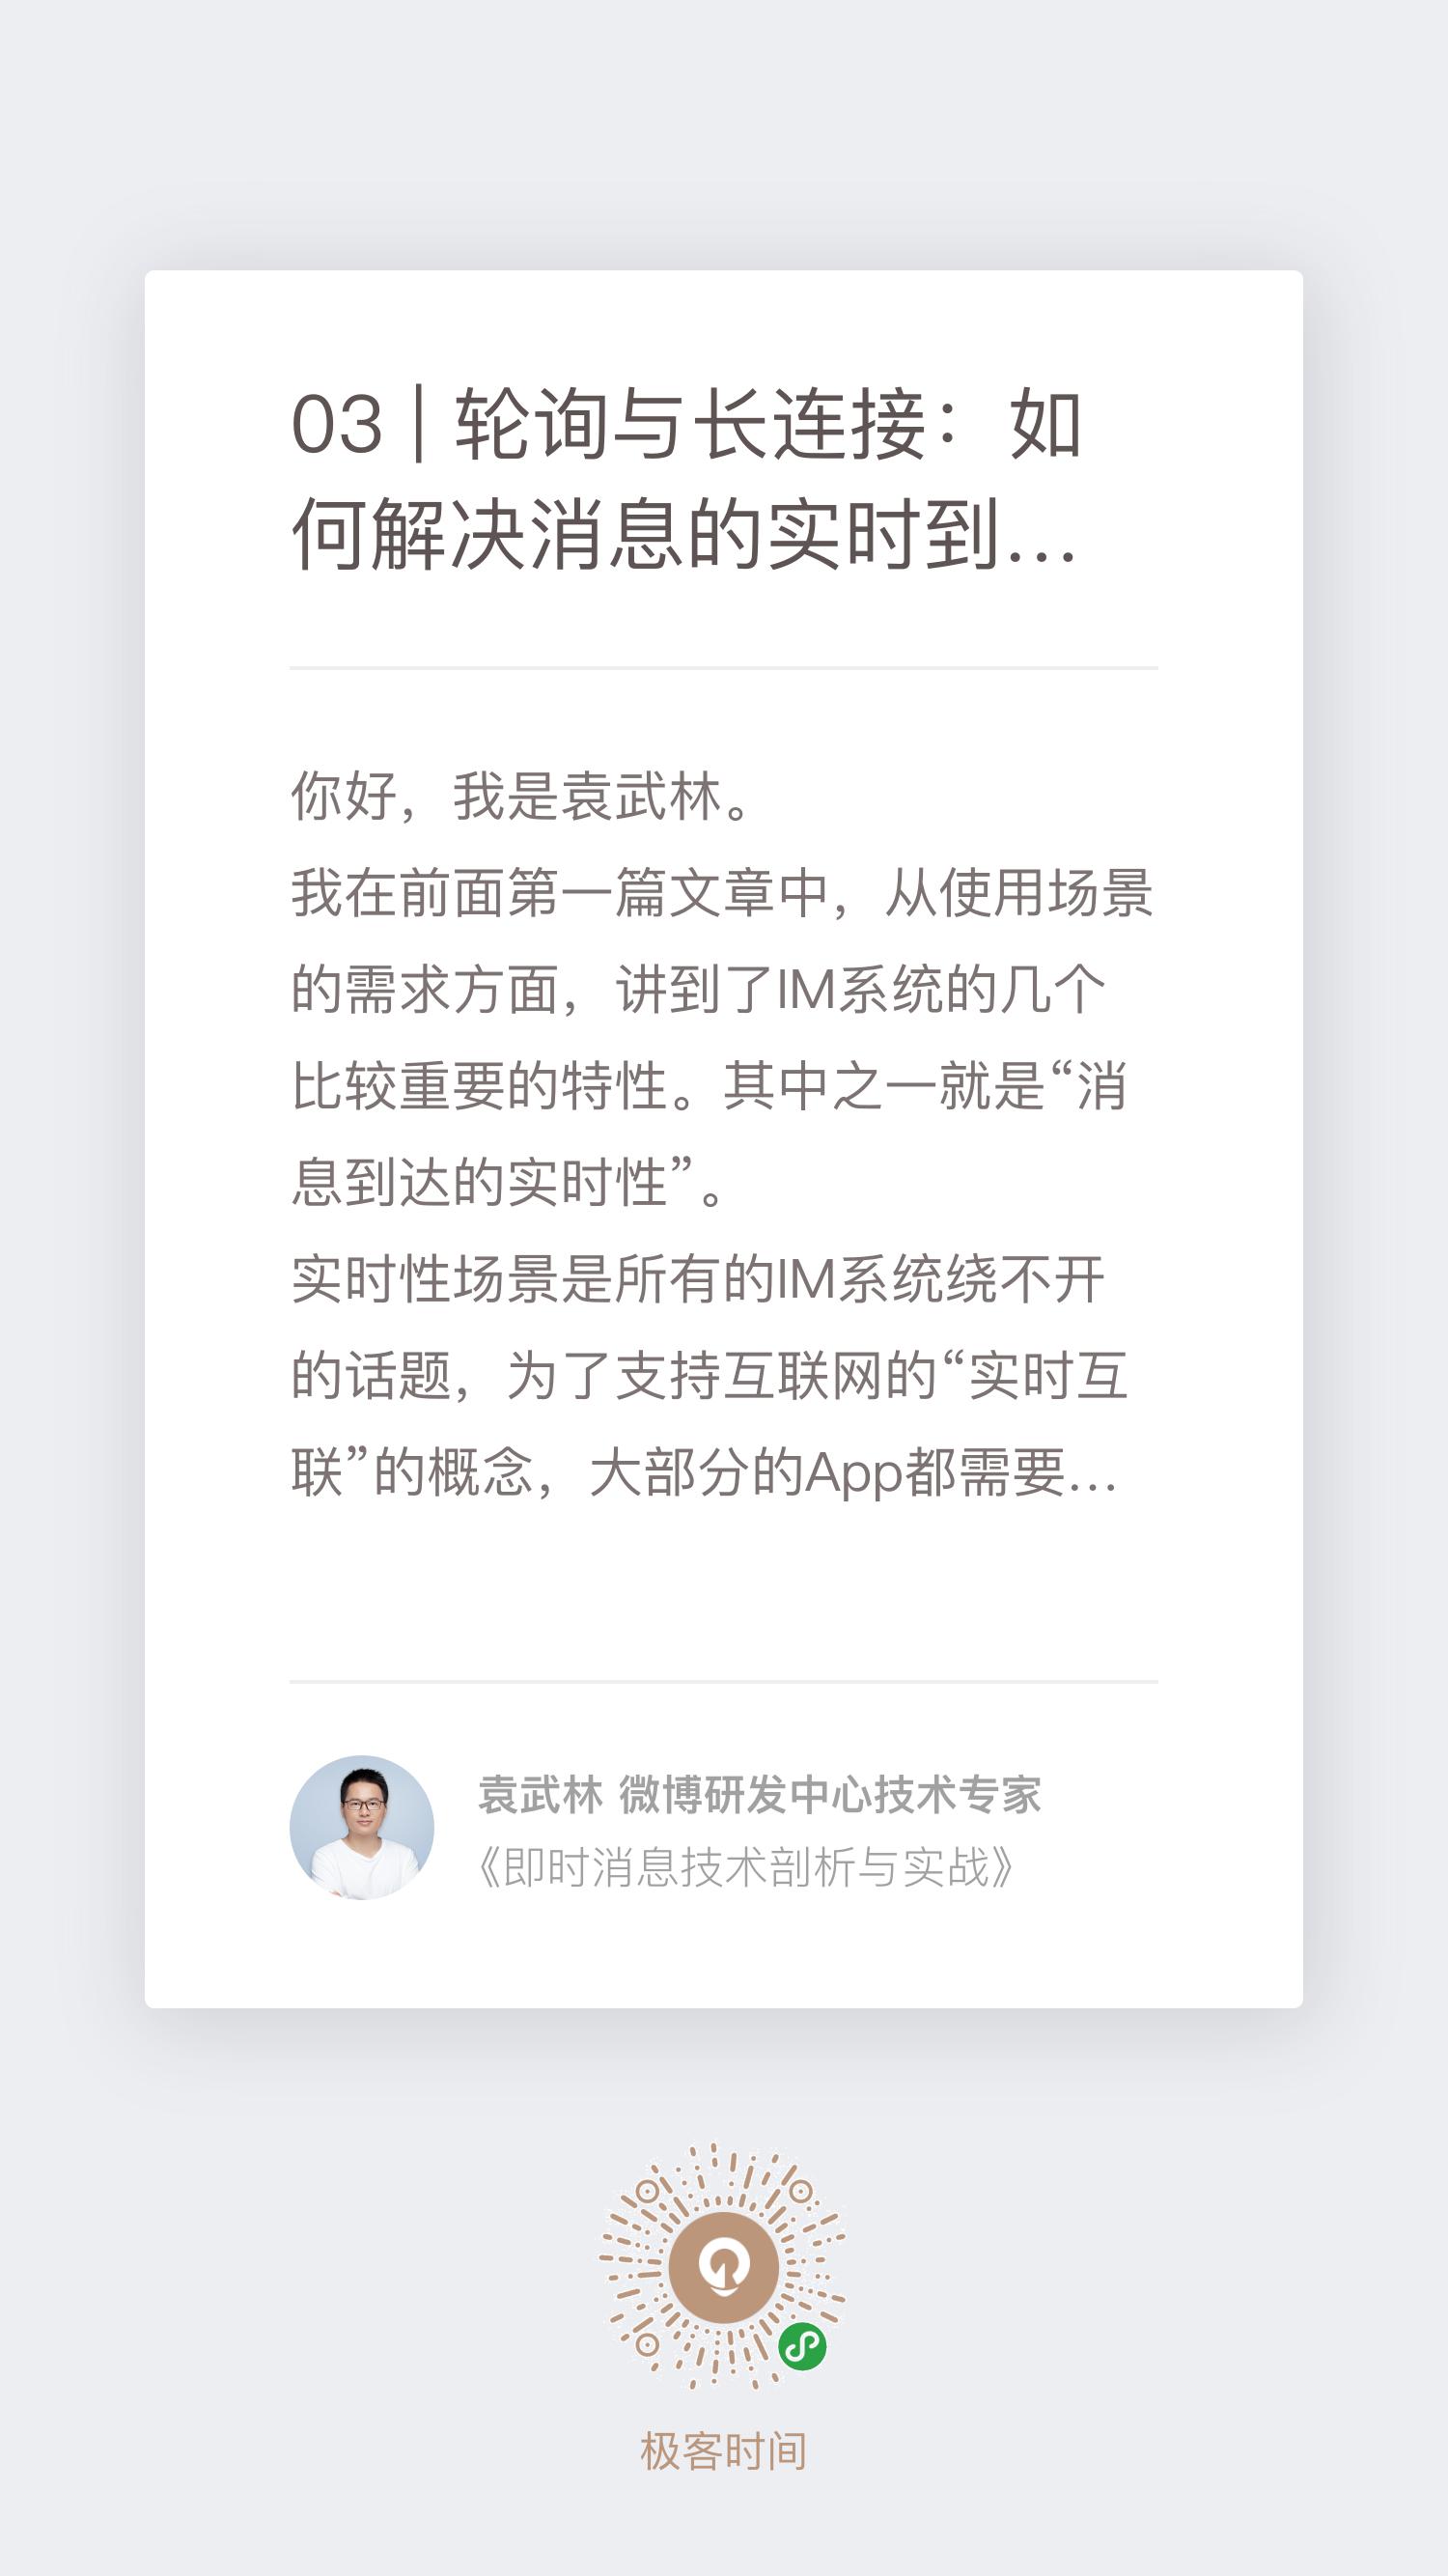 03 | 轮询与长连接：如
何解决消息的实时到...
你好，我是袁武林。
我在前面第一篇文章中，从使用场景
的需求方面，讲到了IM系统的几个
比较重要的特性。其中之一就是“消
息到达的实时性”。
实时性场景是所有的IM系统绕不开
的话题，为了支持互联网的“实时互
联”的概念，大部分的App都需要...
袁武林 微博研发中心技术专家
《即时消息技术剖析与实战》
极客时间